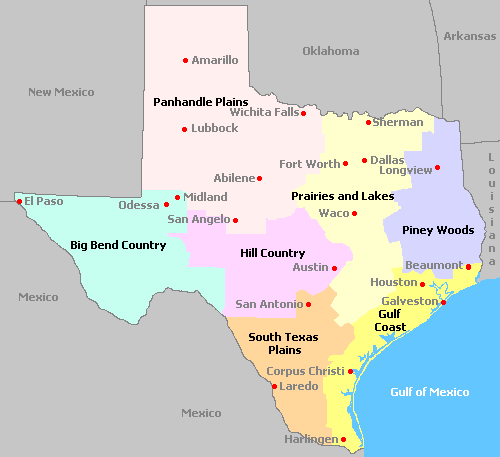 Arkansas
Oklahoma
Amarillo
New Mexico
Panhandle Plains
Wichita Falls
Sherman
Lubbock
Louisiana
Fort Worth
Dallas
Longview
Abilene
Midland
Prairies and Lakes
El Paso
Odessa
Waco
San Angelo
Piney Woods
Big Bend Country
Hill Country
Austin
Beaumont
Houston
Mexico
San Antonio
Galveston
Gulf
Coast
South Texas
Plains
Corpus Christi
Laredo
Gulf of Mexico
Mexico
Harlingen